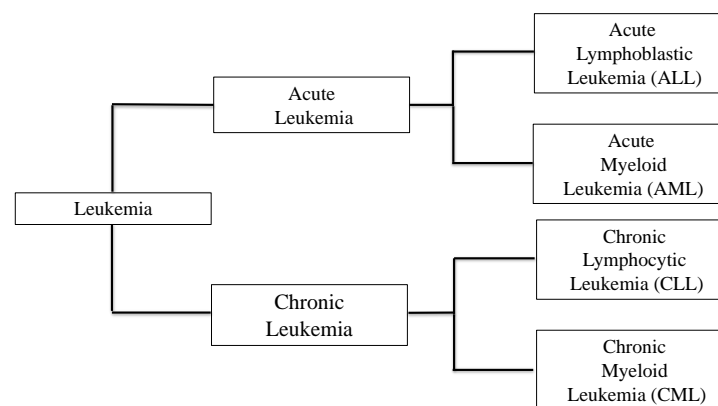 Acute
Lymphoblastic
Leukemia (ALL)
Acute
Leukemia
Acute
Myeloid
Leukemia (AML)
Leukemia
Chronic
Lymphocytic
Leukemia (CLL)
Chronic
Leukemia
Chronic
Myeloid
Leukemia (CML)